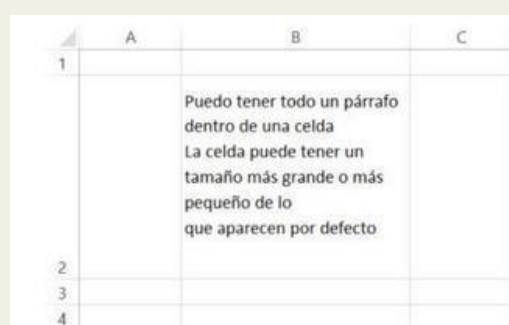 A B C
1
Puedo tener todo un párrafo
dentro de una celda
La celda puede tener un
tamaño más grande o más
pequeño de lo
que aparecen por defecto
2
3
4